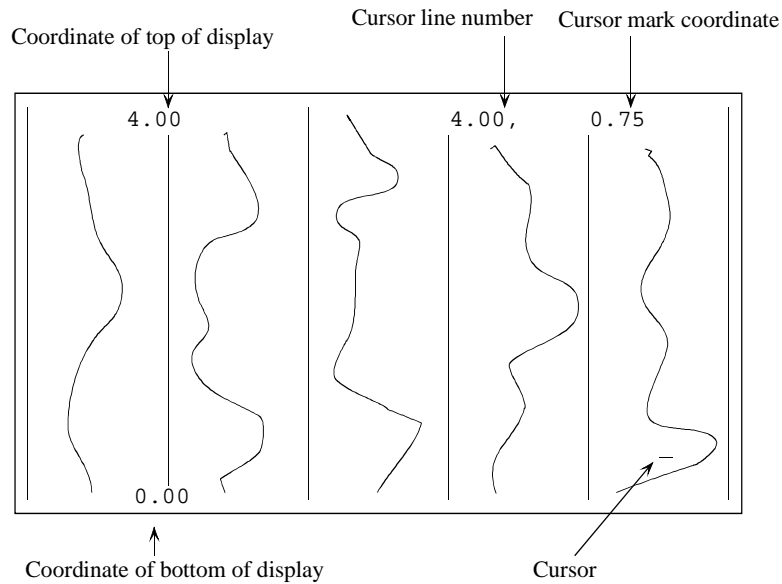 Coordinate of top of display
Cursor line number
Cursor mark coordinate
4.00
4.00,
0.75
0.00
Coordinate of bottom of display
Cursor